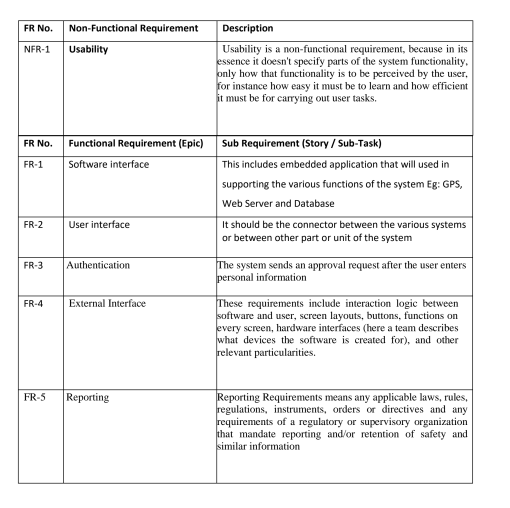 FR No. Non-Functional Requirement Description
NFR-1 Usability Usability is a non-functional requirement, because in its
essence it doesn't specify parts of the system functionality,
only how that functionality is to be perceived by the user,
for instance how easy it must be to learn and how efficient
it must be for carrying out user tasks.
FR No. Functional Requirement (Epic) Sub Requirement (Story / Sub-Task)
FR-1 Software interface This includes embedded application that will used in
supporting the various functions of the system Eg: GPS,
Web Server and Database
FR-2 User interface It should be the connector between the various systems
or between other part or unit of the system
FR-3 Authentication The system sends an approval request after the user enters
personal information
FR-4 External Interface These requirements include interaction logic between
software and user, screen layouts, buttons, functions on
every screen, hardware interfaces (here a team describes
what devices the software is created for), and other
relevant particularities.
FR-5 Reporting Reporting Requirements means any applicable laws, rules,
regulations, instruments, orders or directives and any
requirements of a regulatory or supervisory organization
that mandate reporting and/or retention of safety and
similar information